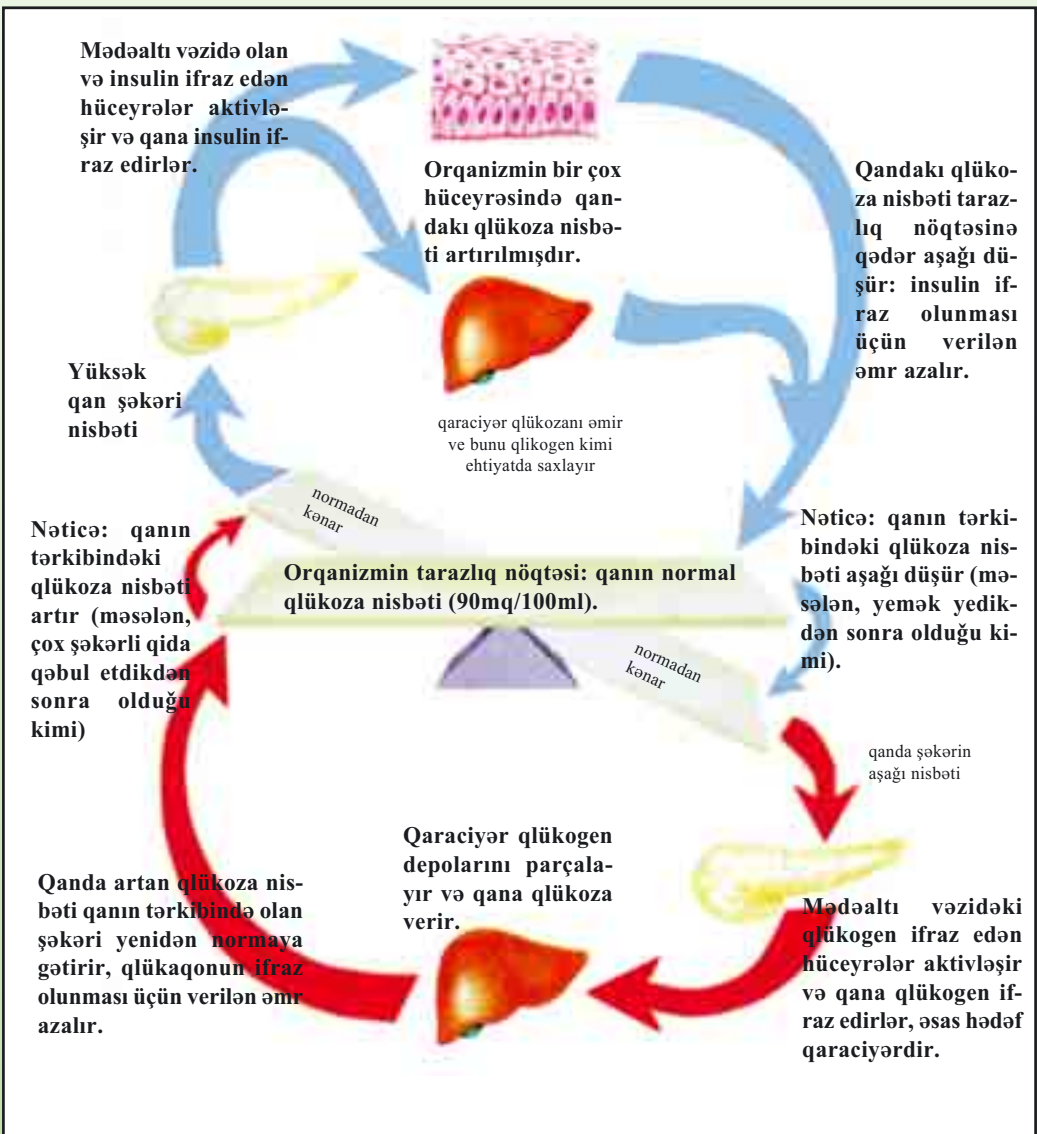 Mədəaltı vəzidə olan
və insulin ifraz edən
hüceyrələr aktivlə-
şir və qana insulin if-
raz edirlər.
Orqanizmin bir çox
hüceyrəsində qan-
dakı qlükoza nisbə-
ti artırılmışdır.
Qandakı qlüko-
za nisbəti taraz-
lıq nöqtəsinə
qədər aşağı dü-
şür: insulin if-
raz olunması
üçün verilən
əmr azalır.
Yüksək
qan şəkəri
nisbəti
qaraciyər qlükozanı əmir
ve bunu qlikogen kimi
ehtiyatda saxlayır
normadan
kənar
Nəticə: qanın
tərkibindəki
qlükoza nisbəti
artır (məsələn,
çox şəkərli qida
qəbul etdikdən
sonra olduğu
kimi)
Orqanizmin tarazlıq nöqtəsi: qanın normal
qlükoza nisbəti (90mq/100ml).
Nəticə: qanın tərki-
bindəki qlükoza nis-
bəti aşağı düşür (mə-
sələn, yemək yedik-
dən sonra olduğu ki-
mi).
normadan
kənar
qanda şəkərin
aşağı nisbəti
Qaraciyər qlükogen
depolarını parçala-
yır və qana qlükoza
verir.
Qanda artan qlükoza nis-
bəti qanın tərkibində olan
şəkəri yenidən normaya
gətirir, qlükaqonun ifraz
olunması üçün verilən əmr
azalır.
Mədəaltı vəzidəki
qlükogen ifraz edən
hüceyrələr aktivləşir
və qana qlükogen if-
raz edirlər, əsas hədəf
qaraciyərdir.